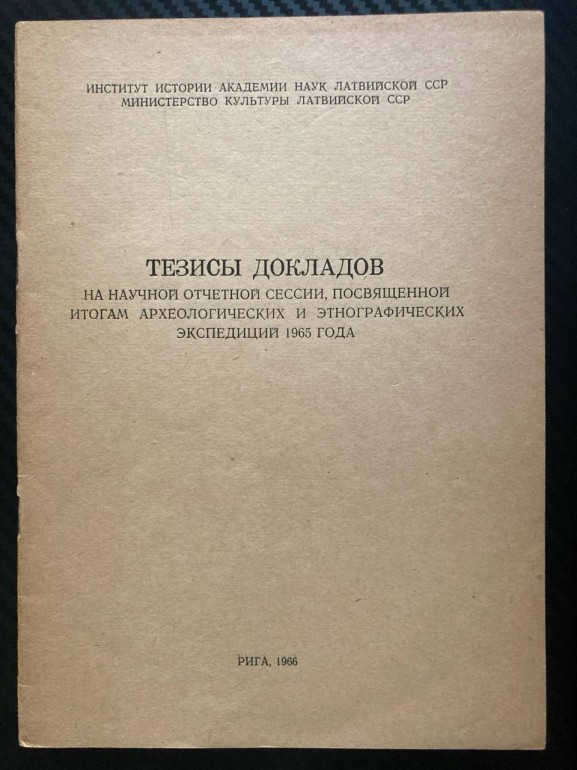 ИНСТИТУТ ИСТОРИИ АКАДЕМИИ НАУК ЛАТВИЙСКОЙ ССР
МИНИСТЕРСТВО КУЛЬТУРЫ ЛАТВИЙСКОЙ ССР
ТЕЗИСЫ ДОКЛАДОВ
НА НАУЧНОЙ ОТЧЕТНОЙ СЕССИИ, ПОСВЯЩЕННОЙ
ИТОГАМ АРХЕОЛОГИЧЕСКИХ И ЭТНОГРАФИЧЕСКИХ
ЭКСПЕДИЦИЙ 1965 ГОДА
РИГА, 1966